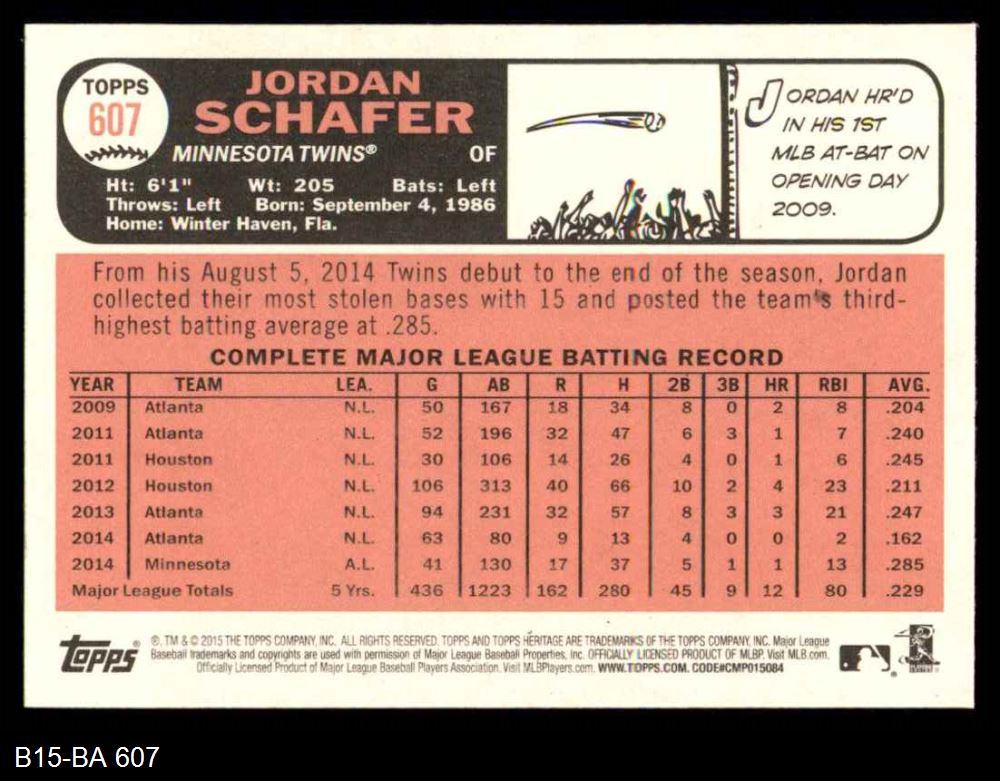 TOPPS
607
JORDAN
SCHAFER
MINNESOTA TWINS® OF
Ht: 6'1" Wt: 205 Bats: Left
Throws: Left Born: September 4, 1986
Home: Winter Haven, Fla.
JORDAN HR'D
IN HIS 1ST
MLB AT-BAT ON
OPENING DAY
2009.
From his August 5, 2014 Twins debut to the end of the season, Jordan
collected their most stolen bases with 15 and posted the team's third-
highest batting average at .285.
COMPLETE MAJOR LEAGUE BATTING RECORD
YEAR TEAM LEA. G AB R H 2B 3B HR RBI AVG.
2009 Atlanta N.L. 50 167 18 34 8 0 2 8 .204
2011 Atlanta N.L. 52 196 32 47 6 3 1 7 .240
2011 Houston N.L. 30 106 14 26 4 0 1 6 .245
2012 Houston N.L. 106 313 40 66 10 2 4 23 .211
2013 Atlanta N.L. 94 231 32 57 8 3 3 21 .247
2014 Atlanta N.L. 63 80 9 13 4 0 0 2 .162
2014 Minnesota A.L. 41 130 17 37 5 1 1 13 .285
Major League Totals 5 Yrs. 436 1223 162 280 45 9 12 80 .229
topps ®
®, TM & © 2015 THE TOPPS COMPANY, INC. ALL RIGHTS RESERVED. TOPPS AND TOPPS HERITAGE ARE TRADEMARKS OF THE TOPPS COMPANY, INC. Major League
Baseball trademarks and copyrights are used with permission of Major League Baseball Properties, Inc. OFFICIALLY LICENSED PRODUCT OF MLBP. Visit MLB.com.
Officially Licensed Product of Major League Baseball Players Association. Visit MLBPlayers.com. WWW.TOPPS.COM. CODE#CMP015084
B15-BA 607